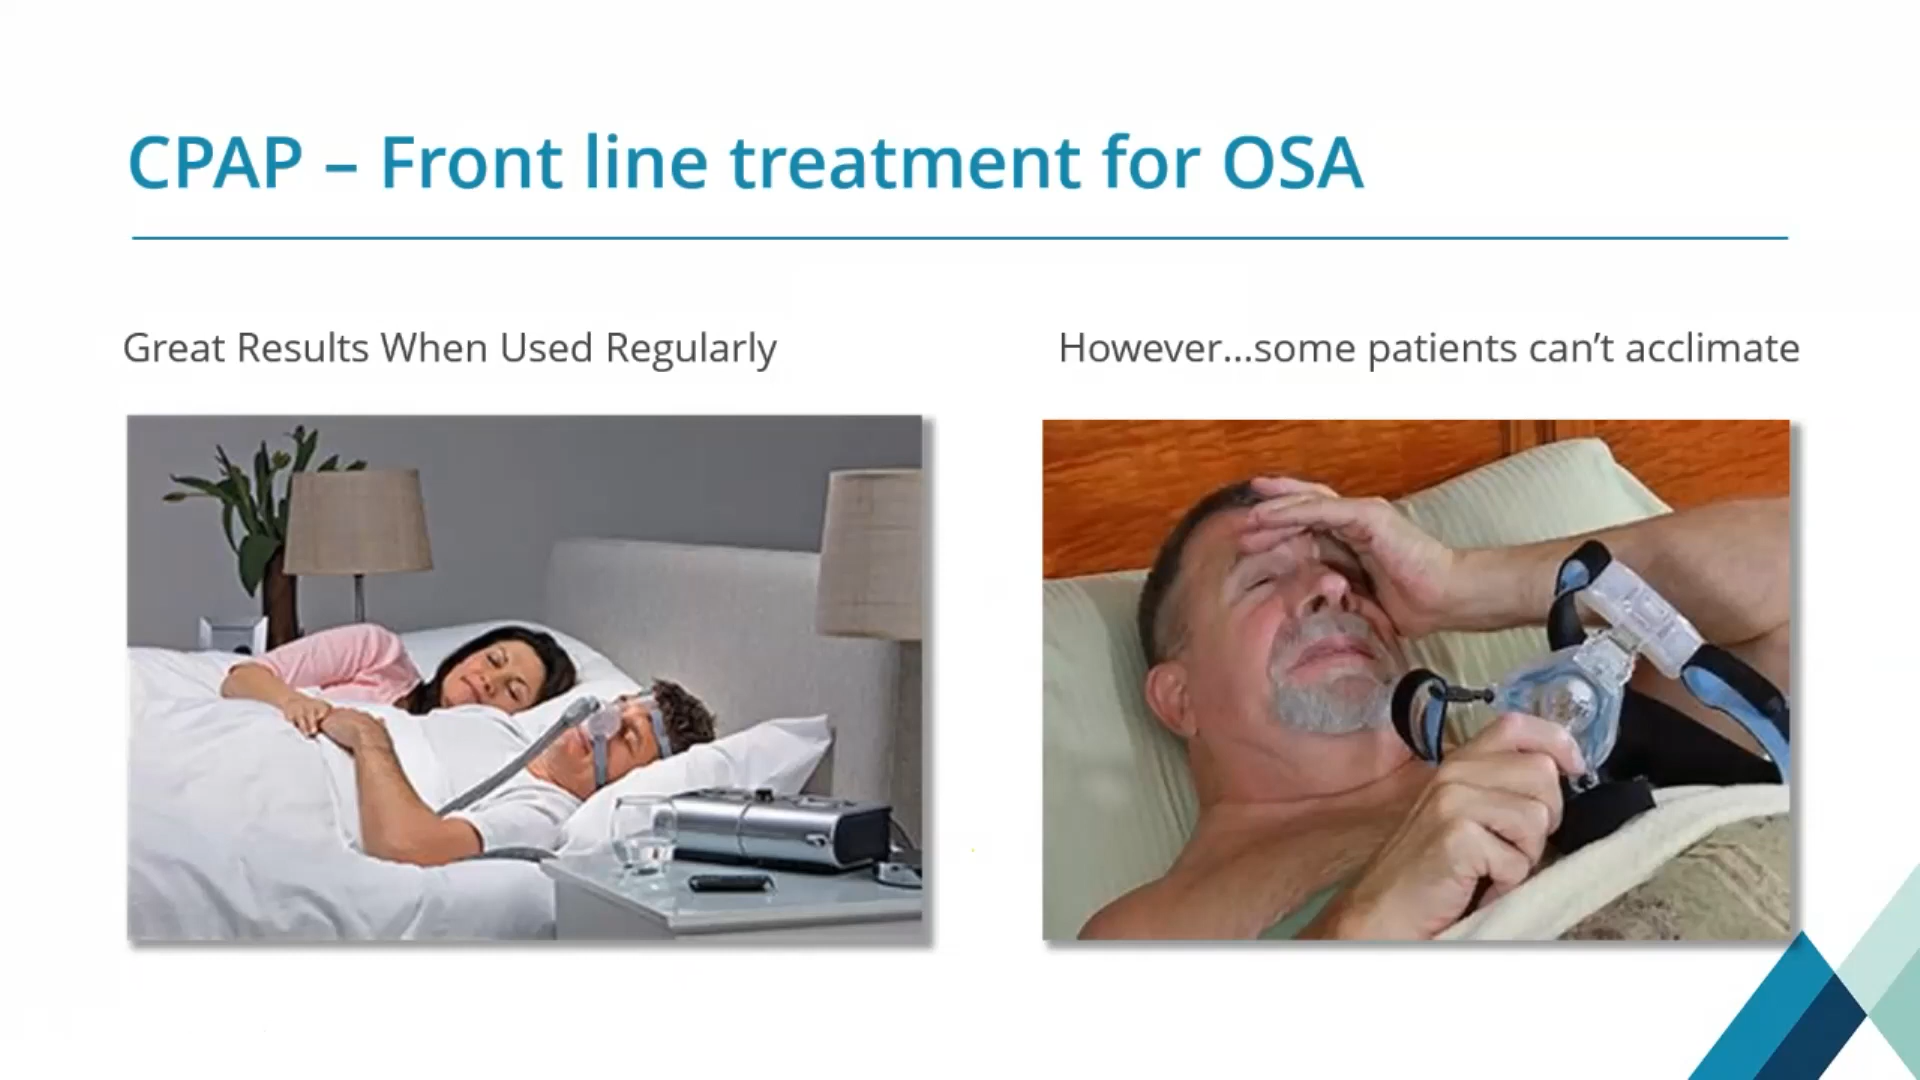 CPAP – Front line treatment for OSA
Great Results When Used Regularly
However...some patients can’t acclimate